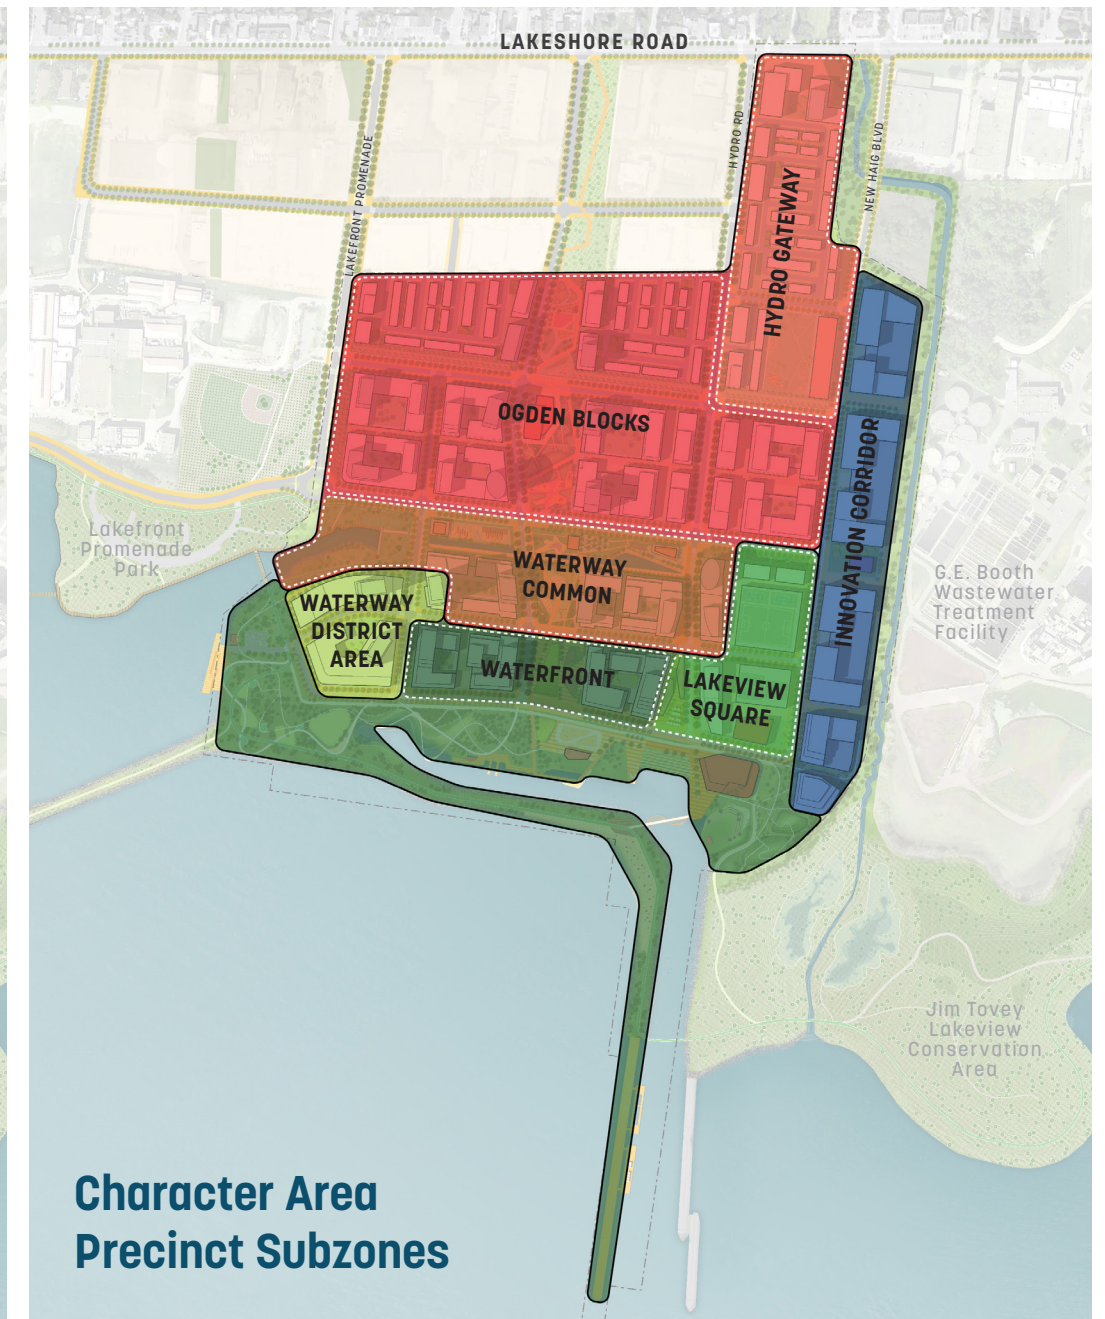 LAKESHORE ROAD
HYDRO RD
NEW HAIG BLVD
LAKEFRONT PROMENADE
HYDRO GATEWAY
OGDEN BLOCKS
INNOVATION CORRIDOR
Lakefront
Promenade
Park
WATERWAY
COMMON
G.E. Booth
Wastewater
Treatment
Facility
WATERWAY
DISTRICT
AREA
WATERFRONT
LAKEVIEW
SQUARE
Jim Tovey
Lakeview
Conservation
Area
Character Area
Precinct Subzones